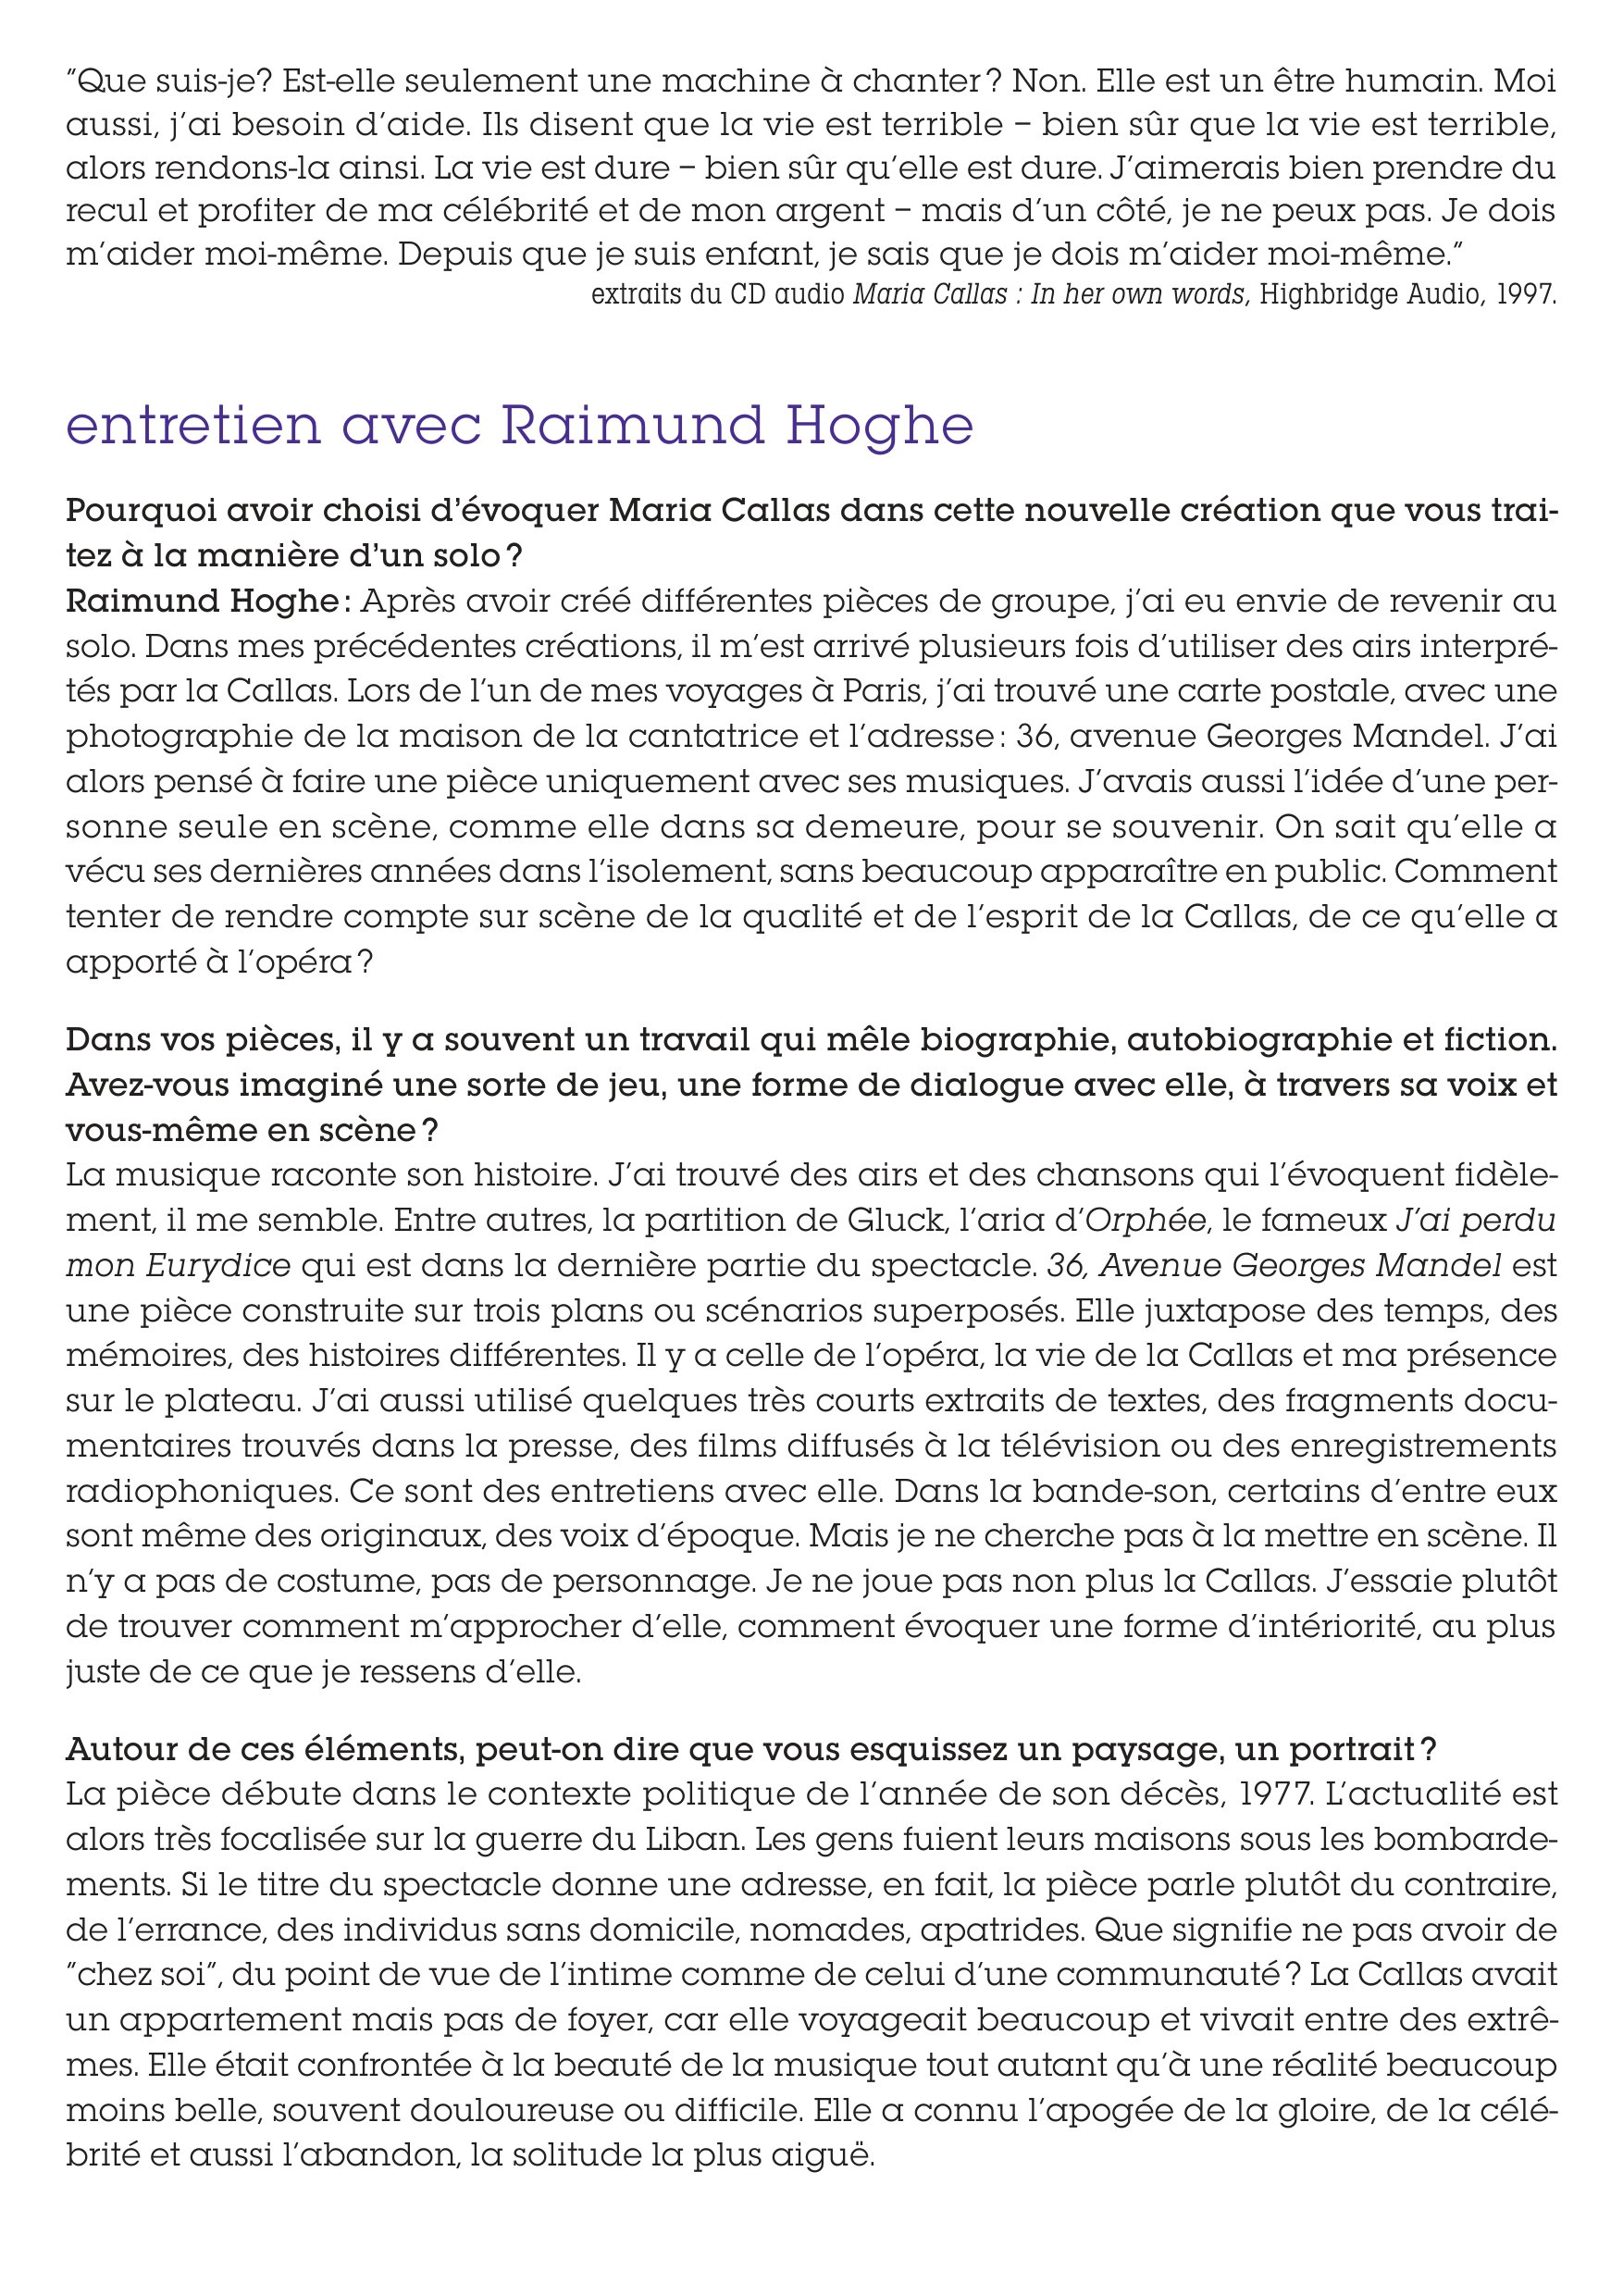 “Que suis-je? Est-elle seulement une machine à chanter? Non. Elle est un être humain. Moi
aussi, j’ai besoin d’aide. Ils disent que la vie est terrible – bien sûr que la vie est terrible,
alors rendons-la ainsi. La vie est dure – bien sûr qu’elle est dure. J’aimerais bien prendre du
recul et profiter de ma célébrité et de mon argent – mais d’un côté, je ne peux pas. Je dois
m’aider moi-même. Depuis que je suis enfant, je sais que je dois m’aider moi-même.”
extraits du CD audio Maria Callas : In her own words, Highbridge Audio, 1997.
entretien avec Raimund Hoghe
Pourquoi avoir choisi d’évoquer Maria Callas dans cette nouvelle création que vous trai-
tez à la manière d’un solo?
Raimund Hoghe: Après avoir créé différentes pièces de groupe, j’ai eu envie de revenir au
solo. Dans mes précédentes créations, il m’est arrivé plusieurs fois d’utiliser des airs interpré-
tés par la Callas. Lors de l’un de mes voyages à Paris, j’ai trouvé une carte postale, avec une
photographie de la maison de la cantatrice et l’adresse: 36, avenue Georges Mandel. J’ai
alors pensé à faire une pièce uniquement avec ses musiques. J’avais aussi l’idée d’une per-
sonne seule en scène, comme elle dans sa demeure, pour se souvenir. On sait qu’elle a
vécu ses dernières années dans l’isolement, sans beaucoup apparaître en public. Comment
tenter de rendre compte sur scène de la qualité et de l’esprit de la Callas, de ce qu’elle a
apporté à l’opéra?
Dans vos pièces, il y a souvent un travail qui mêle biographie, autobiographie et fiction.
Avez-vous imaginé une sorte de jeu, une forme de dialogue avec elle, à travers sa voix et
vous-même en scène?
La musique raconte son histoire. J’ai trouvé des airs et des chansons qui l’évoquent fidèle-
ment, il me semble. Entre autres, la partition de Gluck, l’aria d’Orphée, le fameux J’ai perdu
mon Eurydice qui est dans la dernière partie du spectacle. 36, Avenue Georges Mandel est
une pièce construite sur trois plans ou scénarios superposés. Elle juxtapose des temps, des
mémoires, des histoires différentes. Il y a celle de l’opéra, la vie de la Callas et ma présence
sur le plateau. J’ai aussi utilisé quelques très courts extraits de textes, des fragments docu-
mentaires trouvés dans la presse, des films diffusés à la télévision ou des enregistrements
radiophoniques. Ce sont des entretiens avec elle. Dans la bande-son, certains d’entre eux
sont même des originaux, des voix d’époque. Mais je ne cherche pas à la mettre en scène. Il
n’y a pas de costume, pas de personnage. Je ne joue pas non plus la Callas. J’essaie plutôt
de trouver comment m’approcher d’elle, comment évoquer une forme d’intériorité, au plus
juste de ce que je ressens d’elle.
Autour de ces éléments, peut-on dire que vous esquissez un paysage, un portrait?
La pièce débute dans le contexte politique de l’année de son décès, 1977. L’actualité est
alors très focalisée sur la guerre du Liban. Les gens fuient leurs maisons sous les bombarde-
ments. Si le titre du spectacle donne une adresse, en fait, la pièce parle plutôt du contraire,
de l’errance, des individus sans domicile, nomades, apatrides. Que signifie ne pas avoir de
“chez soi”, du point de vue de l’intime comme de celui d’une communauté? La Callas avait
un appartement mais pas de foyer, car elle voyageait beaucoup et vivait entre des extrê-
mes. Elle était confrontée à la beauté de la musique tout autant qu’à une réalité beaucoup
moins belle, souvent douloureuse ou difficile. Elle a connu l’apogée de la gloire, de la célé-
brité et aussi l’abandon, la solitude la plus aiguë.